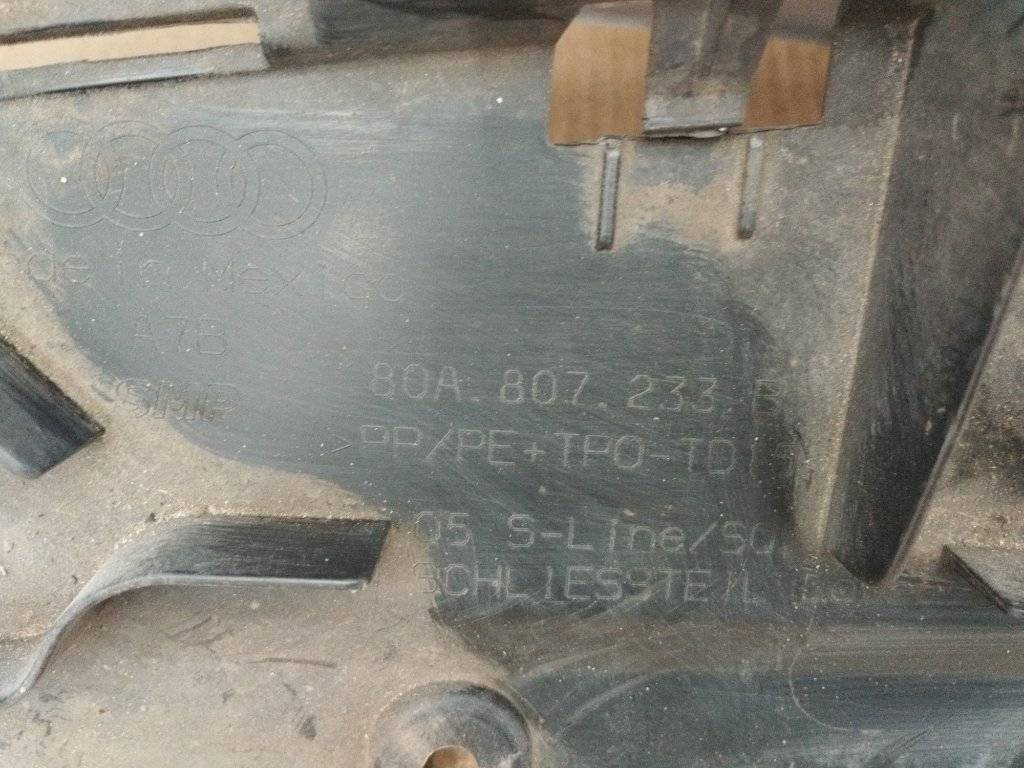 Made in Mexico
A7B
SMP
80A.807.233.B
>PP/PE+TPO-TD
Q5 S-Line/SQ
SCHLIESSTEIL